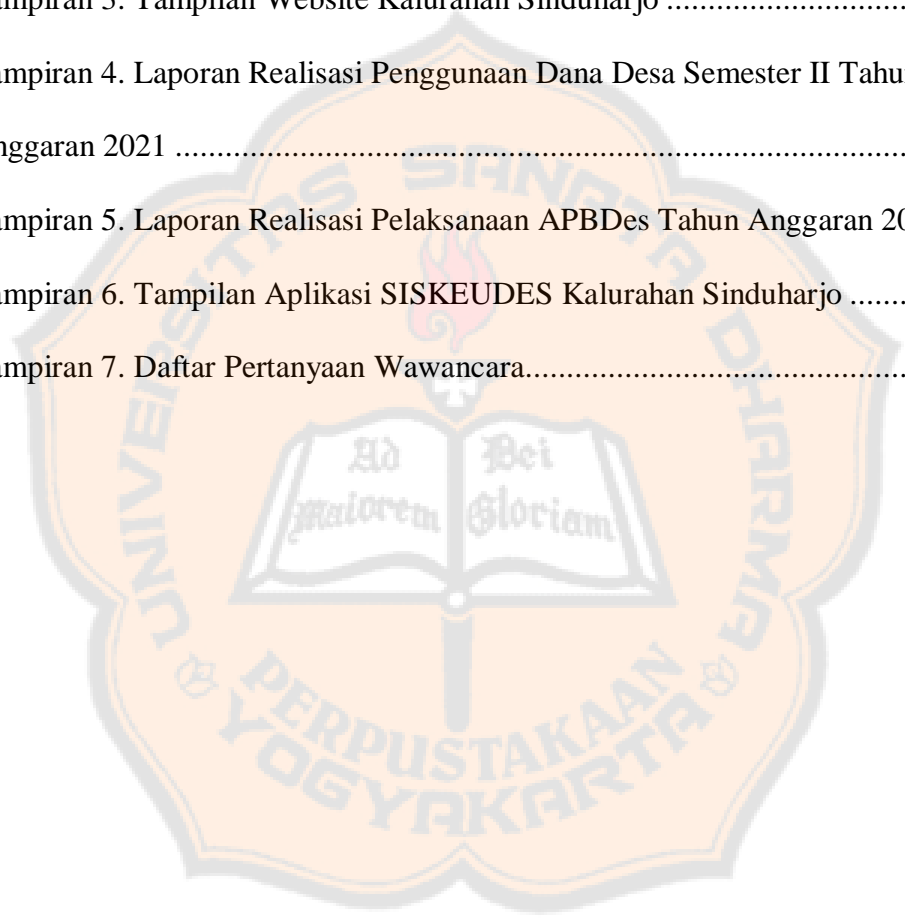 ampiran 3. Tampilan Website Kalurahan Sinduharjo ..............................
ampiran 4. Laporan Realisasi Penggunaan Dana Desa Semester II Tahun
nggaran 2021 ........................................................................................
ampiran 5. Laporan Realisasi Pelaksanaan APBDes Tahun Anggaran 20
ampiran 6. Tampilan Aplikasi SISKEUDES Kalurahan Sinduharjo .......
ampiran 7. Daftar Pertanyaan Wawancara..............................................
UNIVERSITAS SANATA DHARMA
Ad Dei
Maiorem Gloriam
PERPUSTAKAAN
YOGYAKARTA